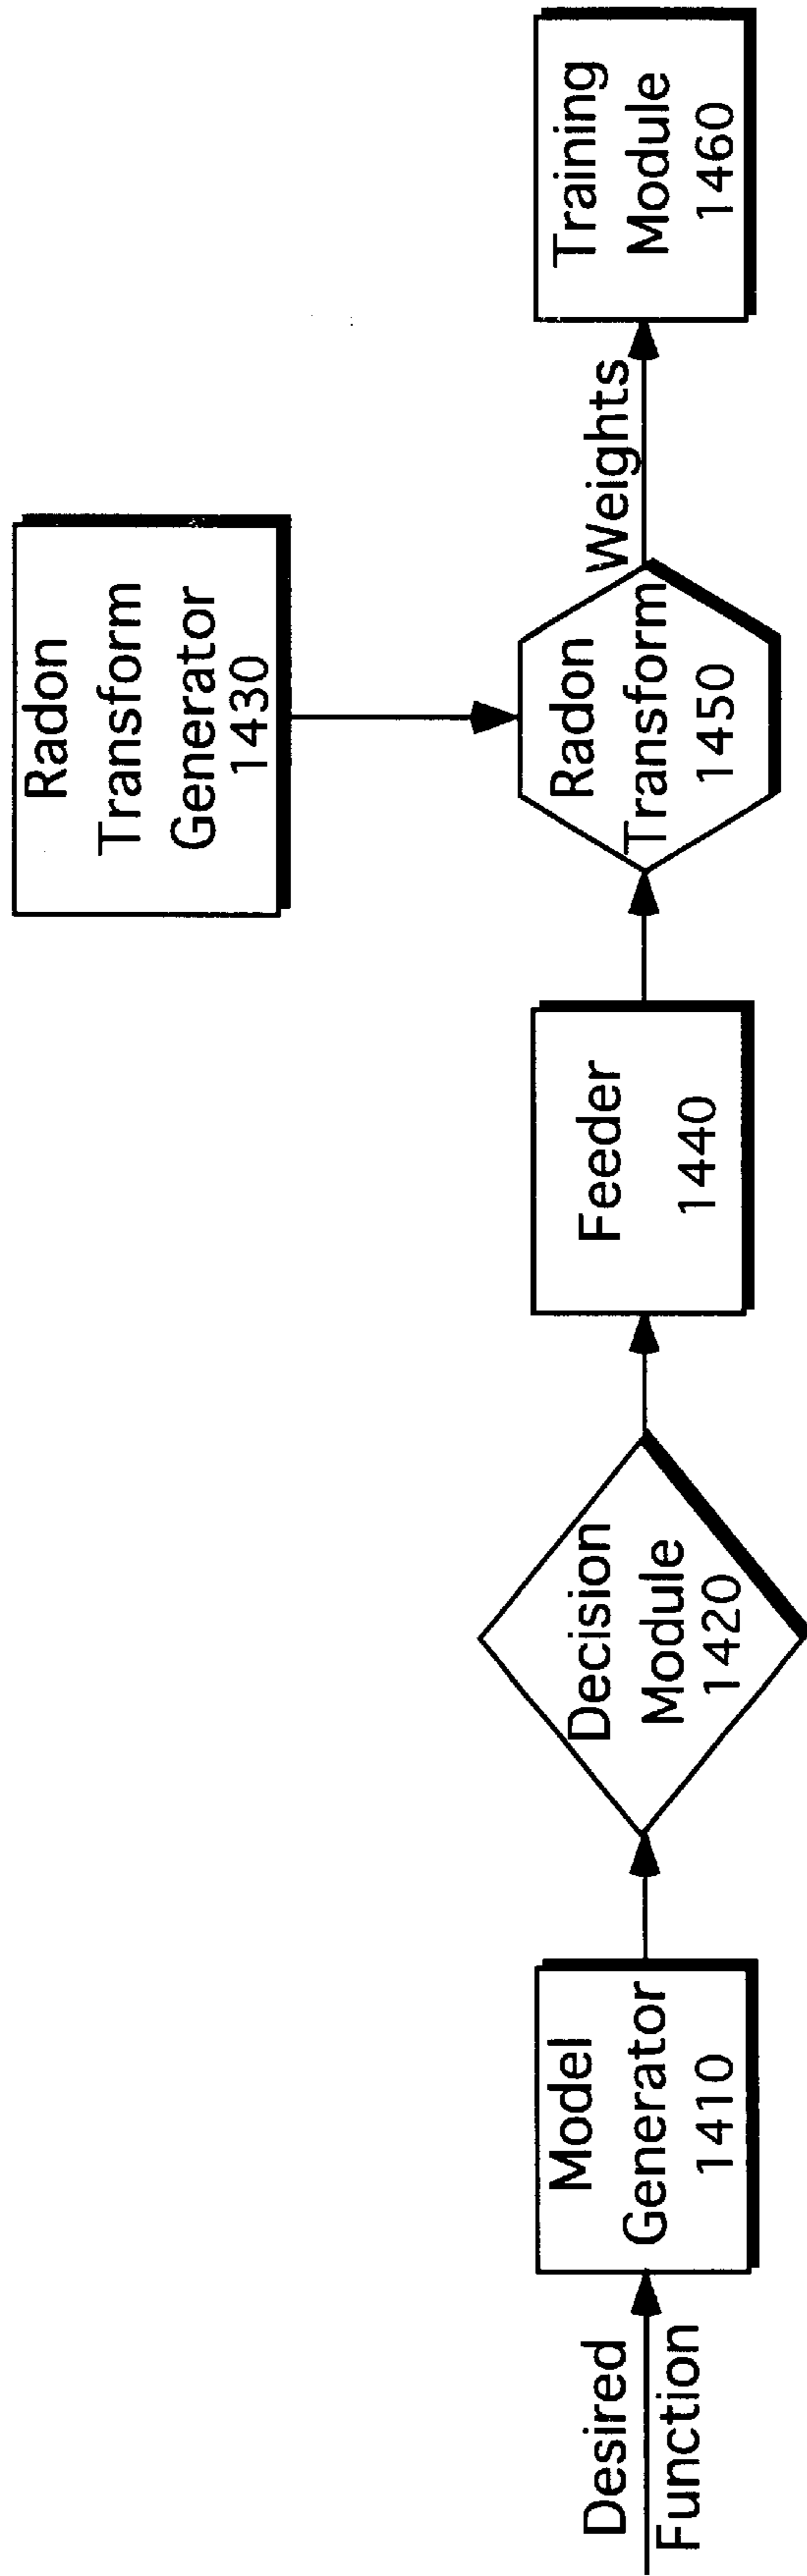 Desired
Function
Model
Generator
1410
Decision
Module
1420
Feeder
1440
Radon
Transform
Generator
1430
Radon
Transform
1450
Weights
Training
Module
1460